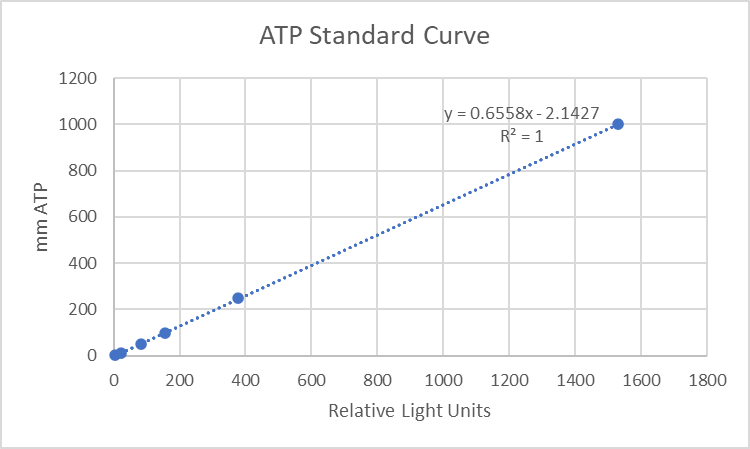 ATP Standard Curve
1200
1000
800
600
400
200
0
mm ATP
y = 0.6558x - 2.1427
R² = 1
0 200 400 600 800 1000 1200 1400 1600 1800
Relative Light Units